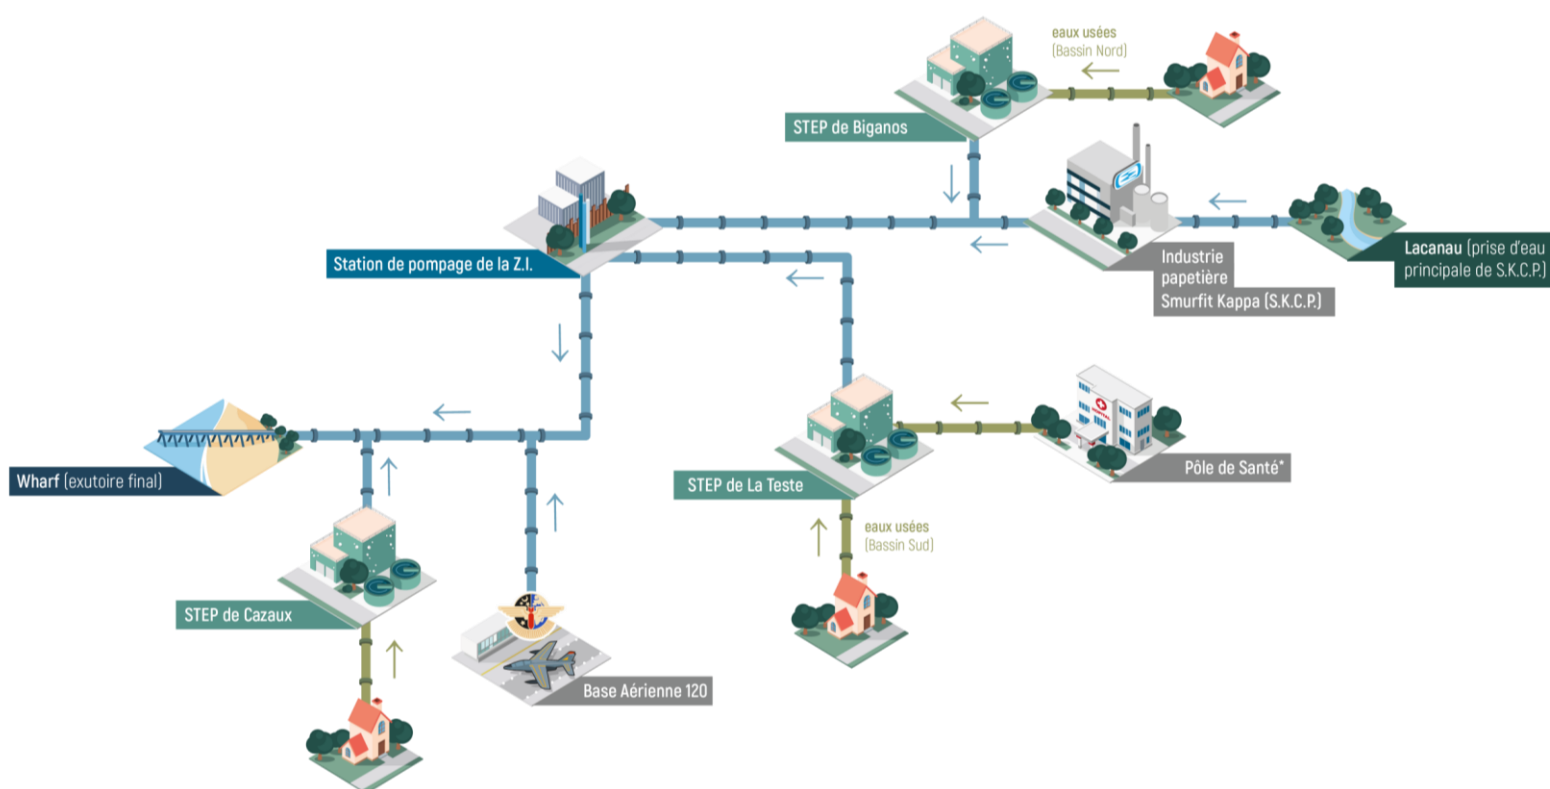 eaux usées
(Bassin Nord)
STEP de Biganos
Station de pompage de la Z.I.
Industrie
papetière
Smurfit Kappa (S.K.C.P.)
Lacanau (prise d'eau
principale de S.K.C.P.)
Wharf (exutoire final)
STEP de La Teste
HOPITAL
Pôle de Santé*
eaux usées
(Bassin Sud)
STEP de Cazaux
Base Aérienne 120